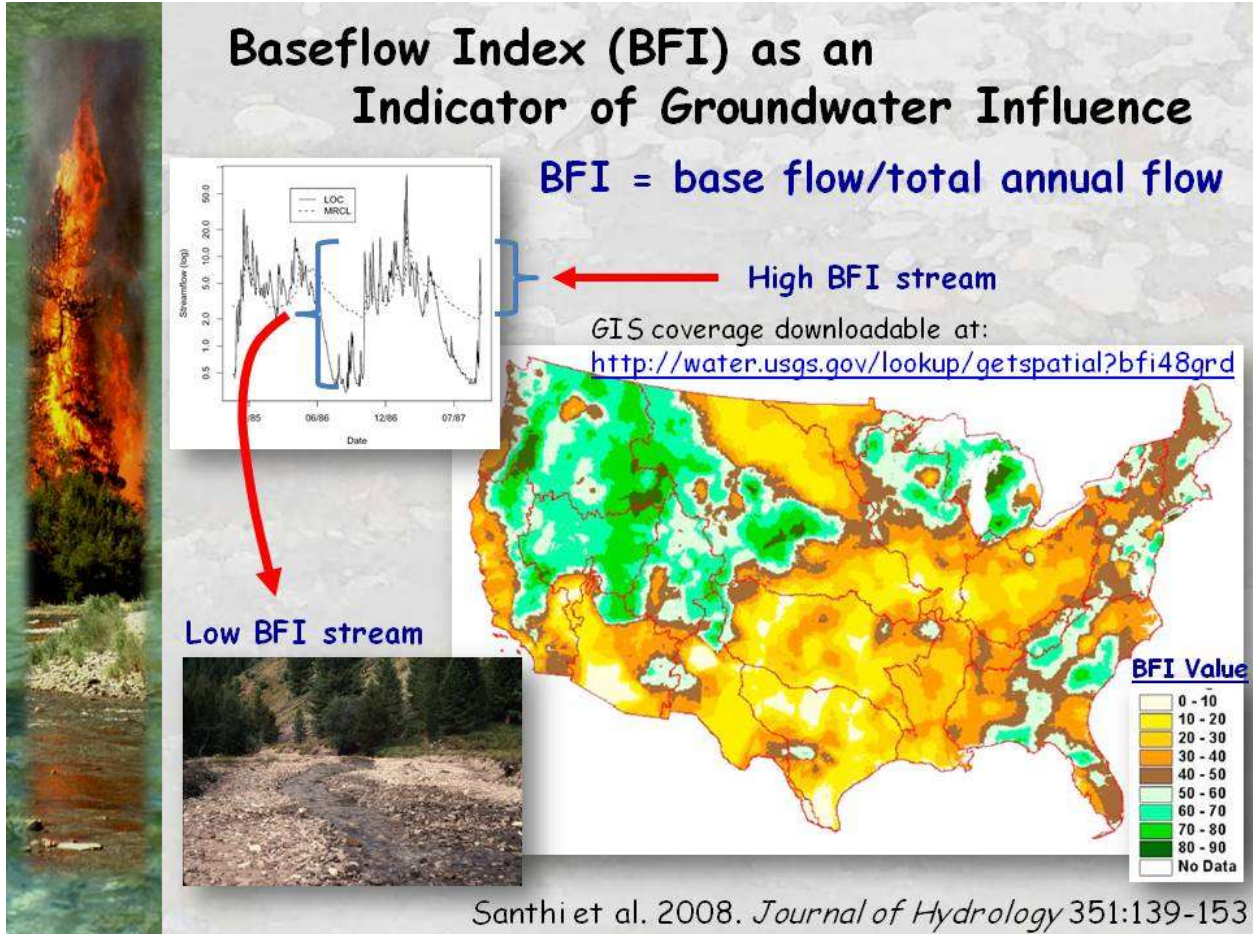 Baseflow Index (BFI) as an
Indicator of Groundwater Influence
BFI = base flow/total annual flow
50.0
20.0
10.0
5.0
2.0
1.0
0.5
Streamflow (log)
LOC
MRCL
/85
06/86
12/86
07/87
Date
High BFI stream
GIS coverage downloadable at:
http://water.usgs.gov/lookup/getspatial?bfi48grd
Low BFI stream
BFI Value
0 - 10
10 - 20
20 - 30
30 - 40
40 - 50
50 - 60
60 - 70
70 - 80
80 - 90
No Data
Santhi et al. 2008. Journal of Hydrology 351:139-153